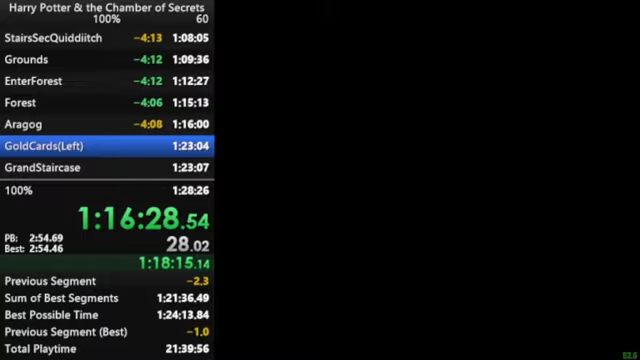 Harry Potter & the Chamber of Secrets
100% 60
StairsSecQuiddiitch -4:13 1:08:05
Grounds -4:12 1:09:36
EnterForest -4:12 1:12:27
Forest -4:06 1:15:13
Aragog -4:08 1:16:00
GoldCards(Left) 1:23:04
GrandStaircase 1:23:07
100% 1:28:26
1:16:28.54
PB: 2:54.69
Best: 2:54.46
28.02
1:18:15.14
Previous Segment -2.3
Sum of Best Segments 1:21:36.49
Best Possible Time 1:24:13.84
Previous Segment (Best) -1.0
Total Playtime 21:39:56